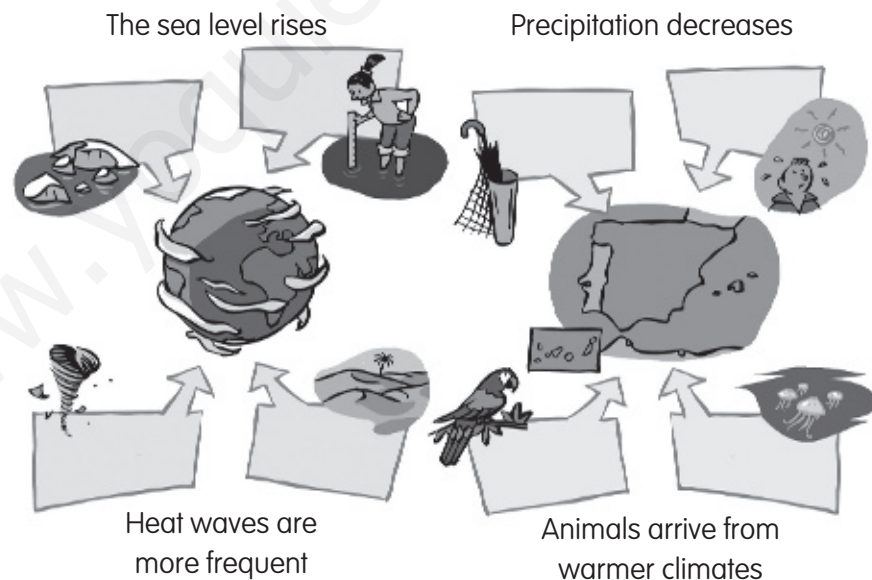 The sea level rises
Precipitation decreases
Heat waves are
more frequent
Animals arrive from
warmer climates